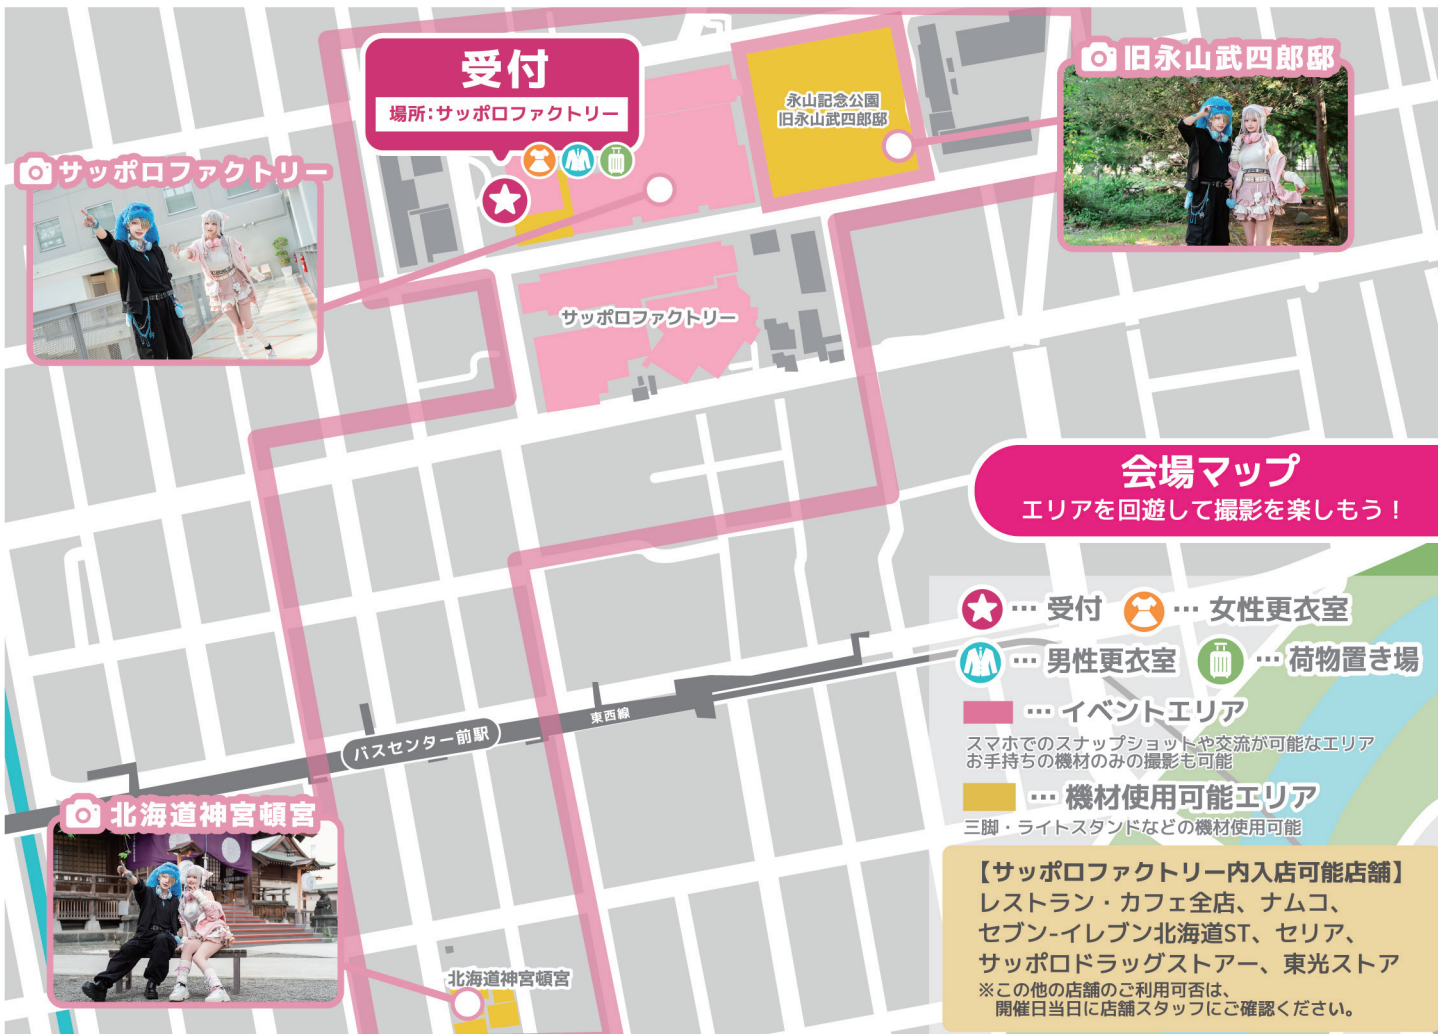 受付
場所:サッポロファクトリー
永山記念公園
旧永山武四郎邸
旧永山武四郎邸
サッポロファクトリー
サッポロファクトリー
会場マップ
エリアを回遊して撮影を楽しもう！
… 受付
… 女性更衣室
… 男性更衣室
… 荷物置き場
… イベントエリア
スマホでのスナップショットや交流が可能なエリア
お手持ちの機材のみの撮影も可能
… 機材使用可能エリア
三脚・ライトスタンドなどの機材使用可能
東西線
バスセンター前駅
北海道神宮頓宮
北海道神宮頓宮
【サッポロファクトリー内入店可能店舗】
レストラン・カフェ全店、ナムコ、
セブン-イレブン北海道ST、セリア、
サッポロドラッグストアー、東光ストア
※この他の店舗のご利用可否は、
開催日当日に店舗スタッフにご確認ください。